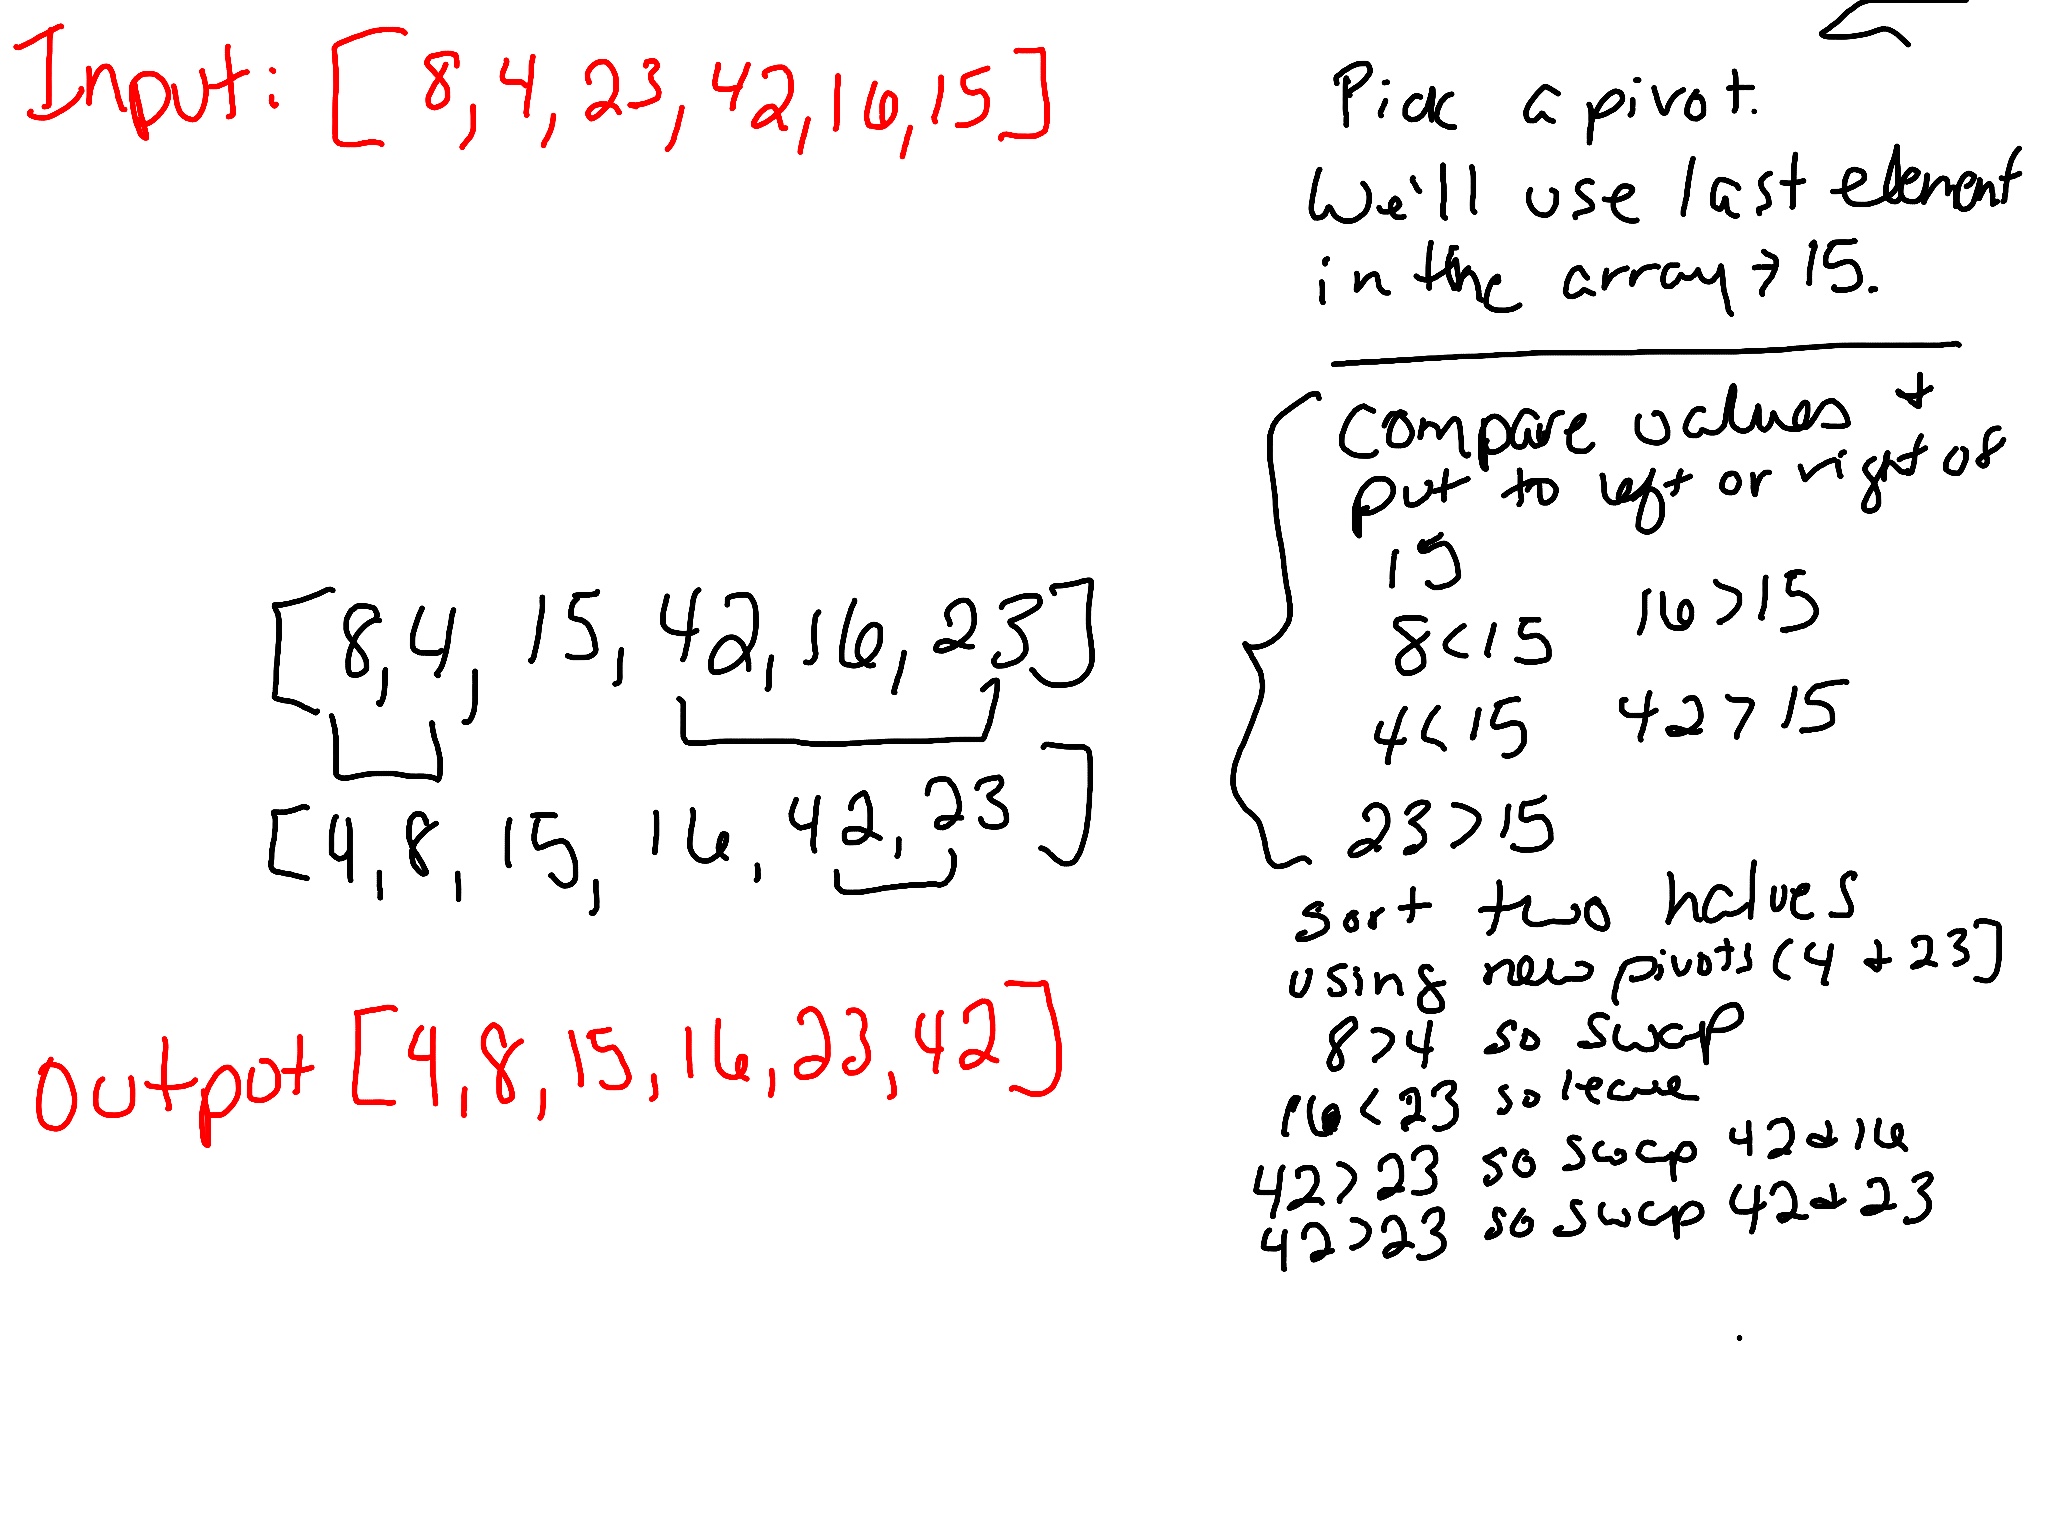 Input: [8, 4, 23, 42, 16, 15]
Pick a pivot.
We'll use last element
in the array → 15.
Compare values +
put to left or right of
15
8 < 15 16 > 15
4 < 15 42 > 15
23 > 15
[8, 4, 15, 42, 16, 23]
[4, 8, 15, 16, 42, 23]
sort two halves
using new pivots (4 + 23]
8 > 4 so swap
16 < 23 so leave
42 > 23 so swap 42 + 16
42 > 23 so swap 42 + 23
Output [4, 8, 15, 16, 23, 42]